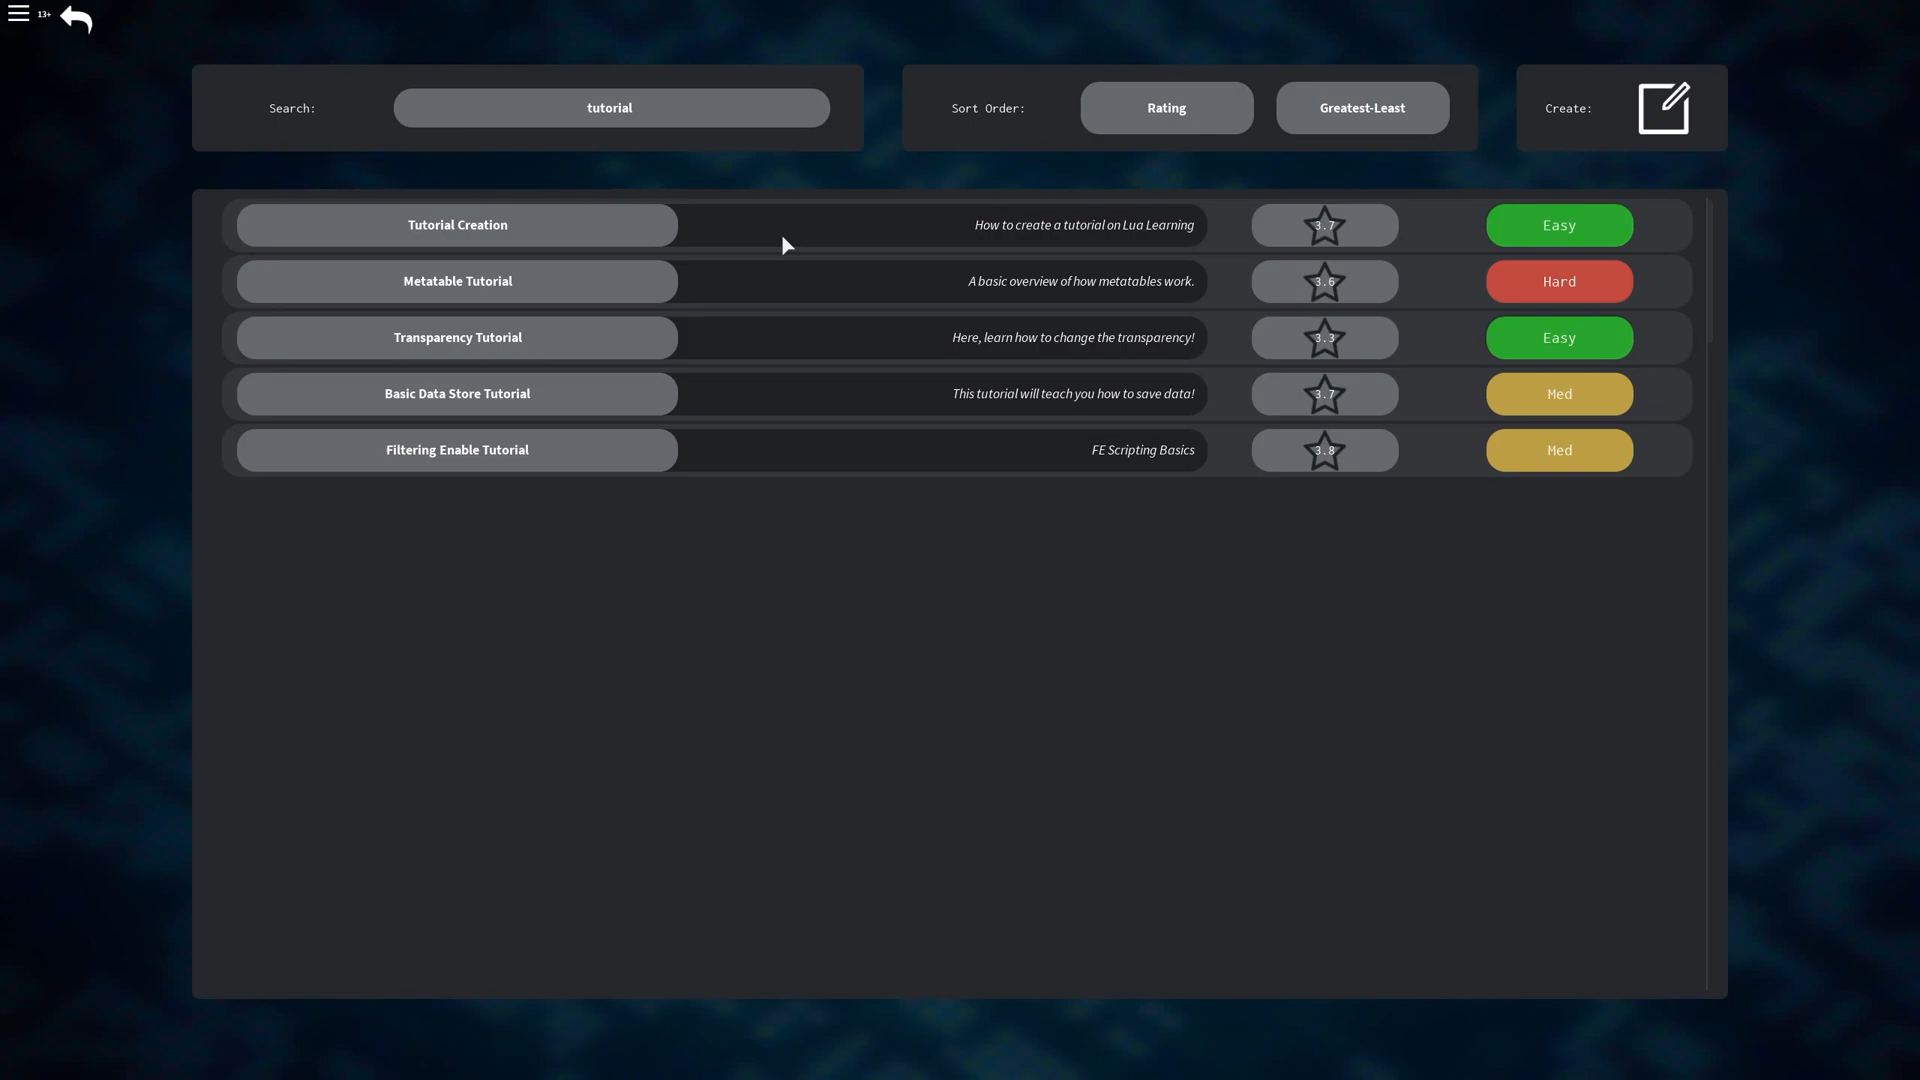 13+
Search:
tutorial
Sort Order:
Rating
Greatest-Least
Create:
Tutorial Creation
How to create a tutorial on Lua Learning
3.7
Easy
Metatable Tutorial
A basic overview of how metatables work.
3.6
Hard
Transparency Tutorial
Here, learn how to change the transparency!
3.3
Easy
Basic Data Store Tutorial
This tutorial will teach you how to save data!
3.7
Med
Filtering Enable Tutorial
FE Scripting Basics
3.8
Med